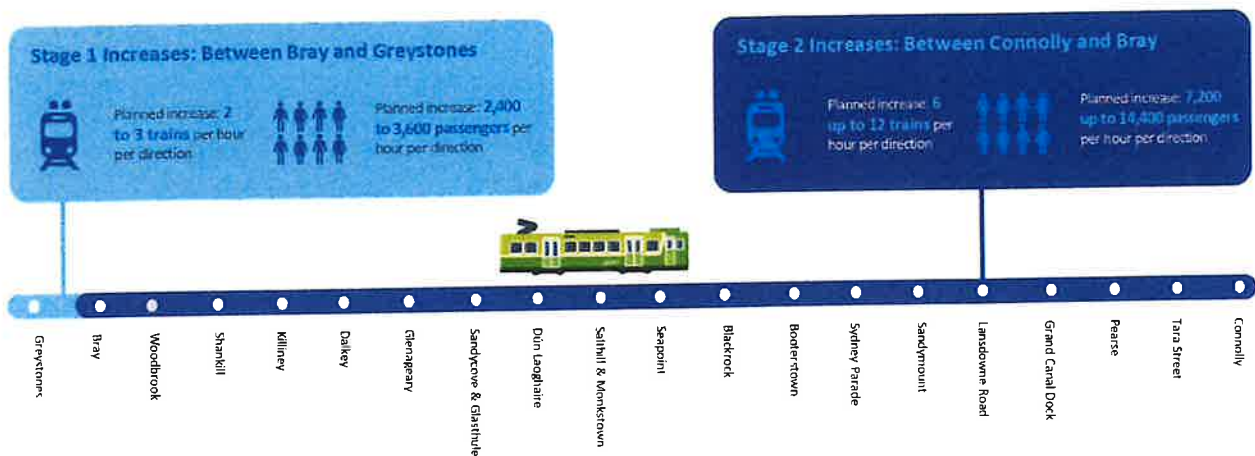 Stage 1 Increases: Between Bray and Greystones
Planned increase: 2
to 3 trains per hour
per direction
Planned increase: 2,400
to 3,600 passengers per
hour per direction
Stage 2 Increases: Between Connolly and Bray
Planned increase: 6
up to 12 trains per
hour per direction
Planned increase: 7,200
up to 14,400 passengers
per hour per direction
Greystones
Bray
Woodbrook
Shankill
Killiney
Dalkey
Glenageary
Sandycove & Glasthule
Dún Laoghaire
Salthill & Monkstown
Seapoint
Blackrock
Booterstown
Sydney Parade
Sandymount
Lansdowne Road
Grand Canal Dock
Pearse
Tara Street
Connolly